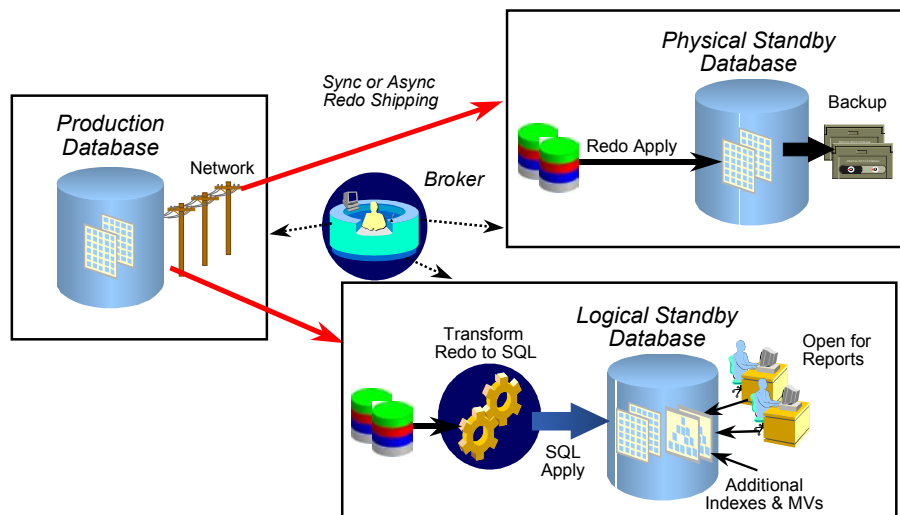 Production
Database
Network
Sync or Async
Redo Shipping
Broker
Physical Standby
Database
Redo Apply
Backup
Logical Standby
Database
Transform
Redo to SQL
SQL
Apply
Open for
Reports
Additional
Indexes & MVs